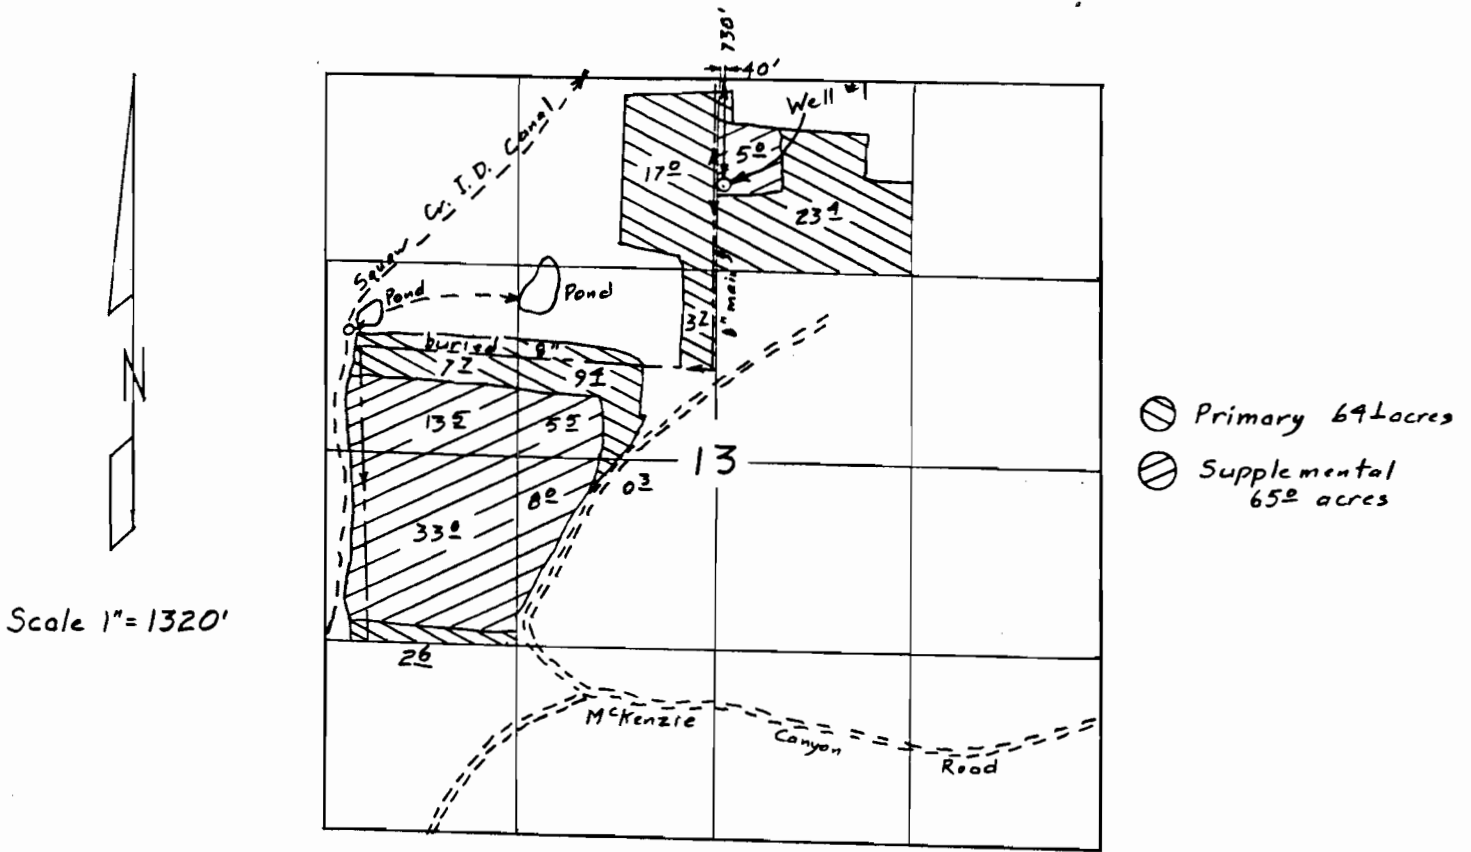 730'
40'
Well #1
5.0
17.0
23.4
Squaw Cr. I.D. Canal
Pond
Pond
8" main
3.2
buried 8"
7.7
9.4
13.5
5.5
13
8.0
0.3
33.0
2.6
N
Scale 1"=1320'
Primary 64.1 acres
Supplemental
65.0 acres
McKenzie
Canyon
Road